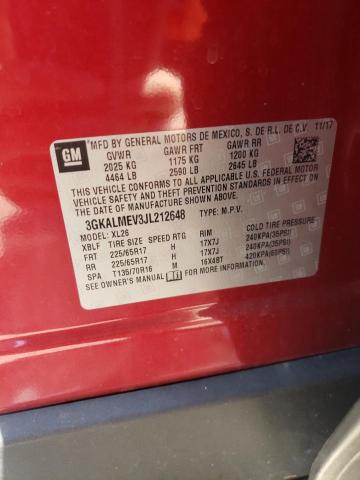 GM
MFD BY GENERAL MOTORS DE MEXICO, S. DE R.L. DE C.V. 11/17
GVWR GAWR FRT GAWR RR
2025 KG 1175 KG 1200 KG
4464 LB 2590 LB 2645 LB
THIS VEHICLE CONFORMS TO ALL APPLICABLE U.S. FEDERAL MOTOR
VEHICLE SAFETY, BUMPER, AND THEFT PREVENTION STANDARDS
IN EFFECT ON THE DATE OF MANUFACTURE SHOWN ABOVE.
3GKALMEV3JL212648 TYPE: M.P.V.
MODEL: XL26
XBLF TIRE SIZE SPEED RTG RIM COLD TIRE PRESSURE
FRT 225/65R17 H 17X7J 240KPA(35PSI)
RR 225/65R17 H 17X7J 240KPA(35PSI)
SPA T135/70R16 16X4BT 420KPA(60PSI)
SEE OWNER'S MANUAL FOR ADDITIONAL INFORMATION.